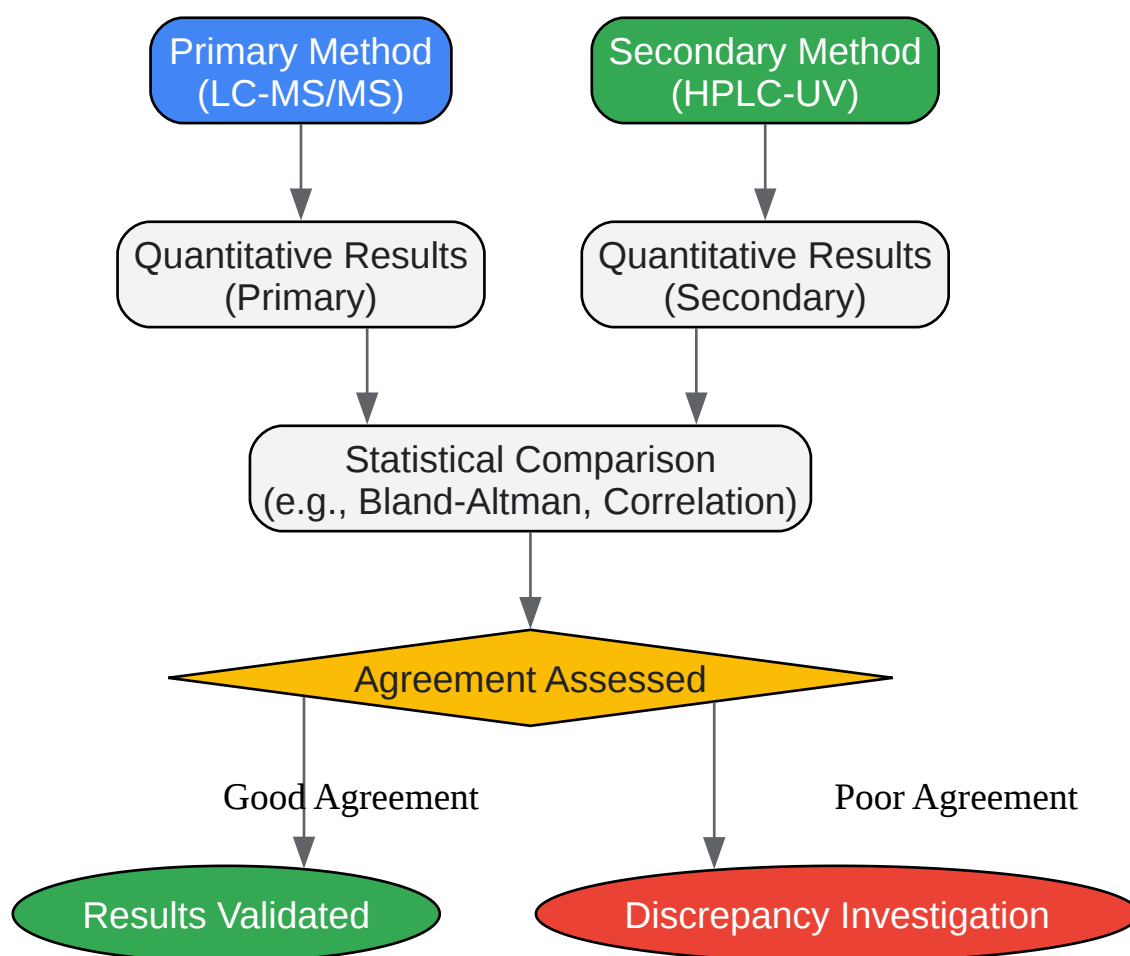 Primary Method
(LC-MS/MS)
Secondary Method
(HPLC-UV)
Quantitative Results
(Primary)
Quantitative Results
(Secondary)
Statistical Comparison
(e.g., Bland-Altman, Correlation)
Agreement Assessed
Good Agreement
Poor Agreement
Results Validated
Discrepancy Investigation